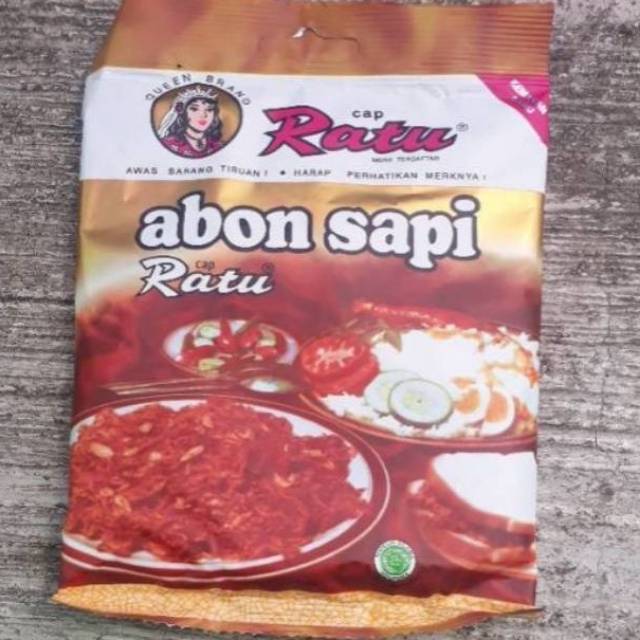 QUEEN BRAND
cap
Ratu®
MERK TERDAFTAR
AWAS BARANG TIRUAN ! • HARAP PERHATIKAN MERKNYA !
abon sapi
cap
Ratu®